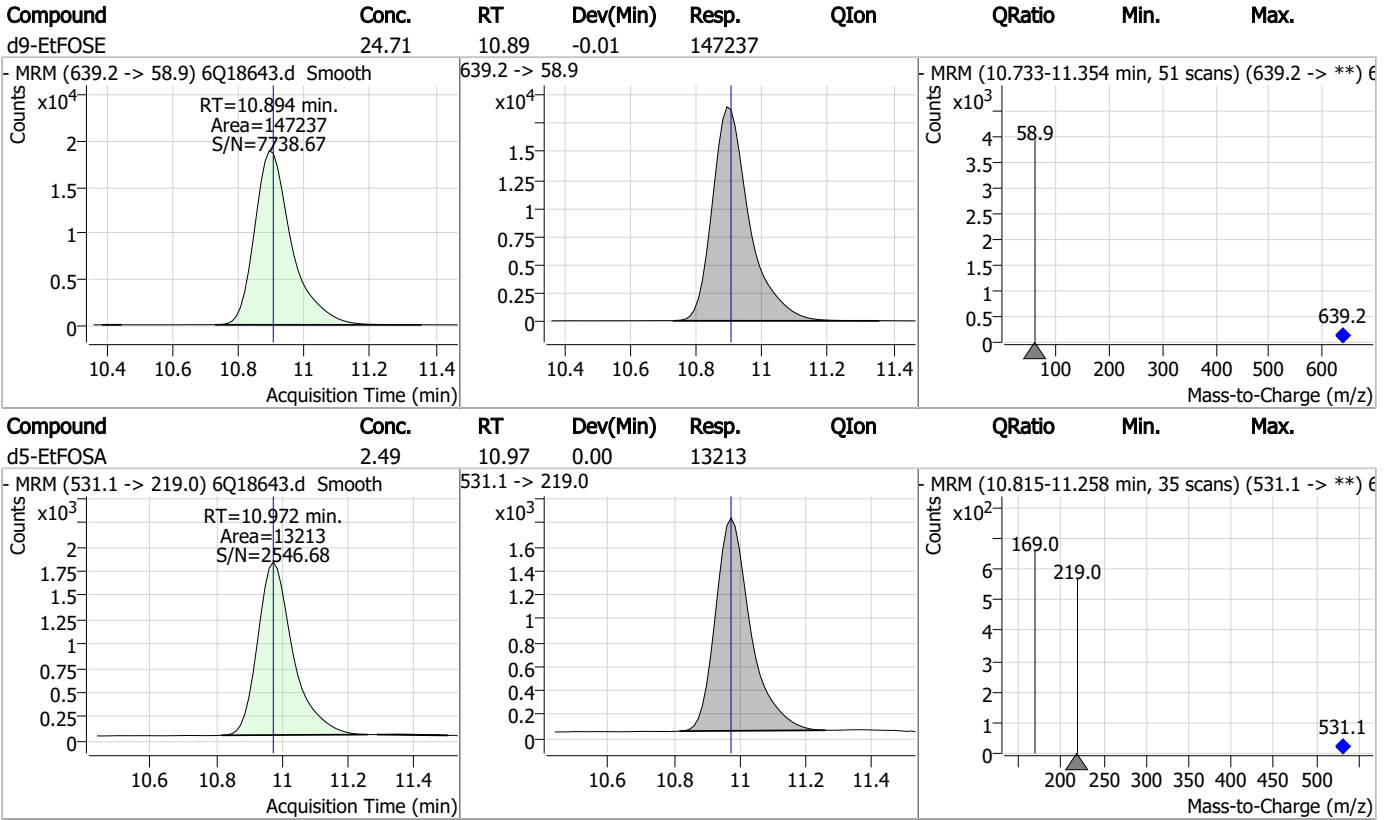 Compound Conc. RT Dev(Min) Resp. QIon QRatio Min. Max.
d9-EtFOSE 24.71 10.89 -0.01 147237
- MRM (639.2 -> 58.9) 6Q18643.d Smooth
639.2 -> 58.9
- MRM (10.733-11.354 min, 51 scans) (639.2 -> **) 6
Counts
x10⁴
RT=10.894 min.
Area=147237
S/N=7738.67
2
1.5
1
0.5
0
10.4 10.6 10.8 11 11.2 11.4
Acquisition Time (min)
x10⁴
1.5
1.25
1
0.75
0.5
0.25
0
10.4 10.6 10.8 11 11.2 11.4
Counts
x10³
58.9
4
3.5
3
2.5
2
1.5
1
0.5
0
639.2
100 200 300 400 500 600
Mass-to-Charge (m/z)
Compound Conc. RT Dev(Min) Resp. QIon QRatio Min. Max.
d5-EtFOSA 2.49 10.97 0.00 13213
- MRM (531.1 -> 219.0) 6Q18643.d Smooth
531.1 -> 219.0
- MRM (10.815-11.258 min, 35 scans) (531.1 -> **) 6
Counts
x10³
RT=10.972 min.
Area=13213
S/N=2546.68
2
1.75
1.5
1.25
1
0.75
0.5
0.25
0
10.6 10.8 11 11.2 11.4
Acquisition Time (min)
x10³
1.6
1.4
1.2
1
0.8
0.6
0.4
0.2
0
10.6 10.8 11 11.2 11.4
Counts
x10²
169.0
219.0
6
5
4
3
2
1
0
531.1
200 250 300 350 400 450 500
Mass-to-Charge (m/z)